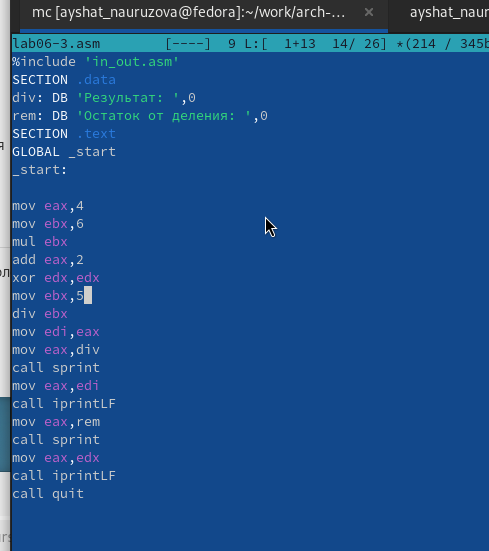 mc [ayshat_nauruzova@fedora]:~/work/arch-...
ayshat_naur
lab06-3.asm [----] 9 L:[ 1+13 14/ 26] *(214 / 345b
%include 'in_out.asm'
SECTION .data
div: DB 'Результат: ',0
rem: DB 'Остаток от деления: ',0
SECTION .text
GLOBAL _start
_start:
mov eax,4
mov ebx,6
mul ebx
add eax,2
xor edx,edx
mov ebx,5
div ebx
mov edi,eax
mov eax,div
call sprint
mov eax,edi
call iprintLF
mov eax,rem
call sprint
mov eax,edx
call iprintLF
call quit